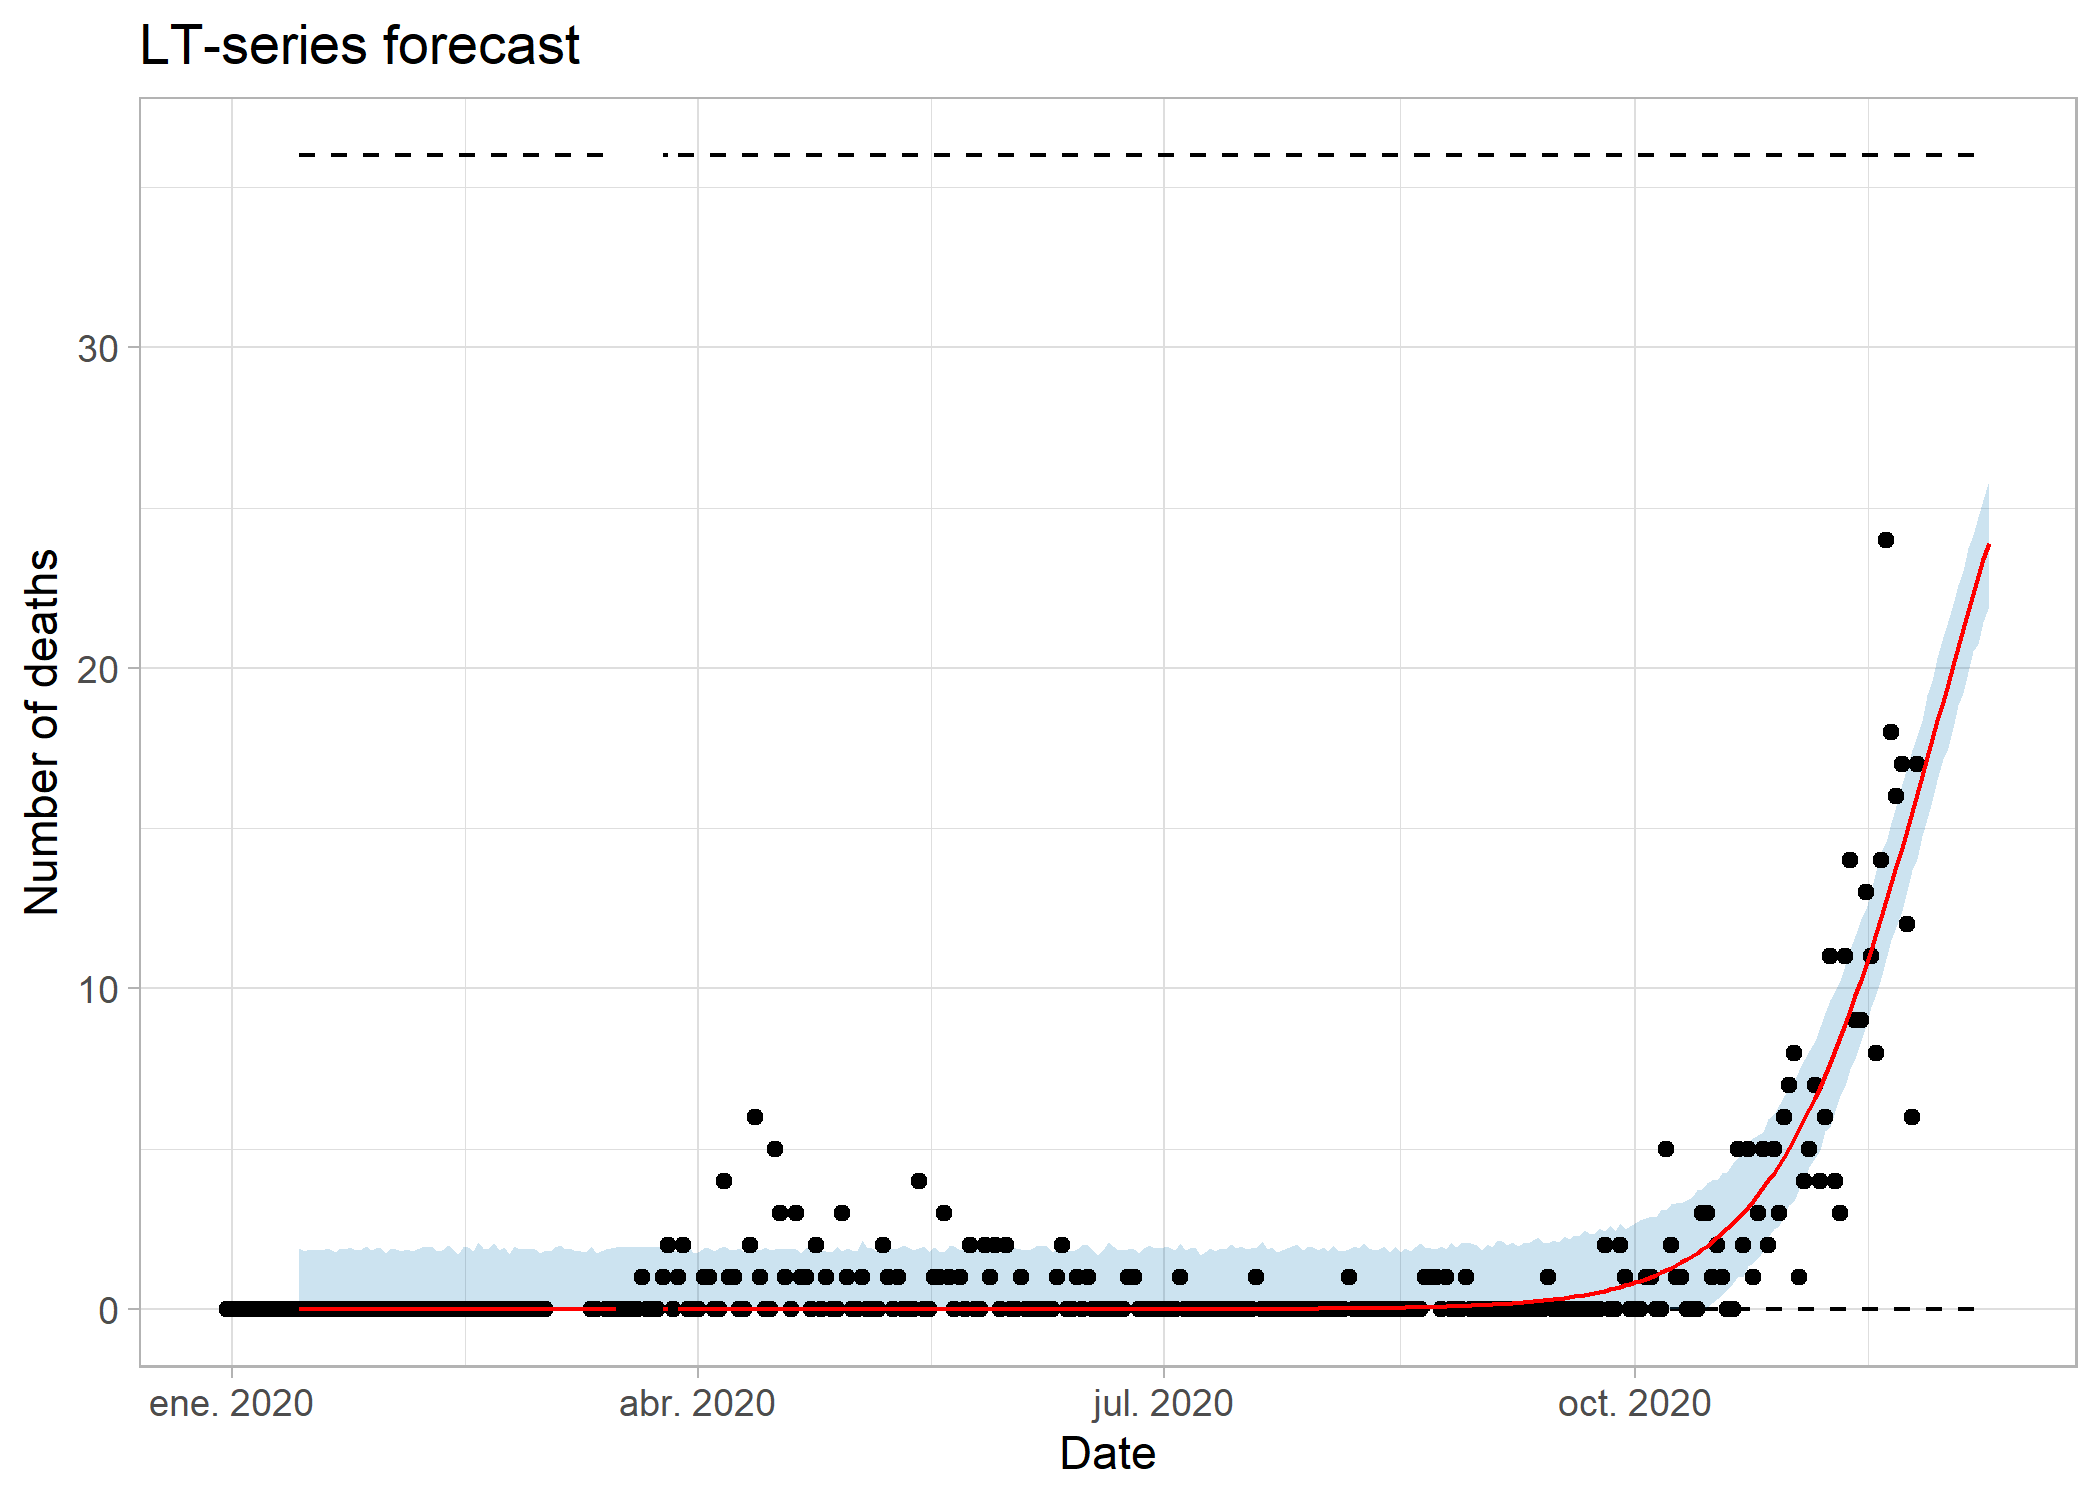 LT-series forecast
Number of deaths
30
20
10
0
ene. 2020
abr. 2020
jul. 2020
oct. 2020
Date